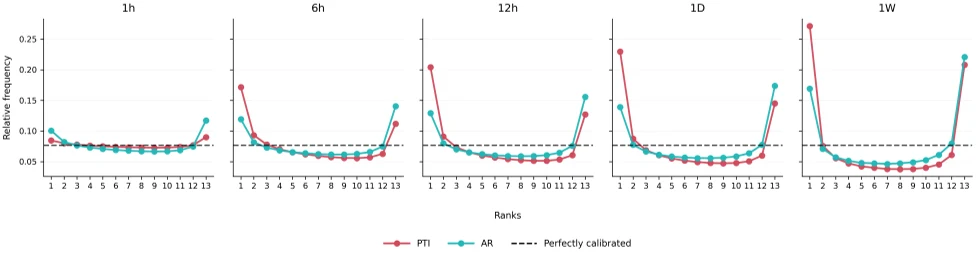 1h 6h 12h 1D 1W
Relative frequency
0.25
0.20
0.15
0.10
0.05
1 2 3 4 5 6 7 8 9 10 11 12 13
1 2 3 4 5 6 7 8 9 10 11 12 13
1 2 3 4 5 6 7 8 9 10 11 12 13
1 2 3 4 5 6 7 8 9 10 11 12 13
1 2 3 4 5 6 7 8 9 10 11 12 13
Ranks
PTI AR Perfectly calibrated